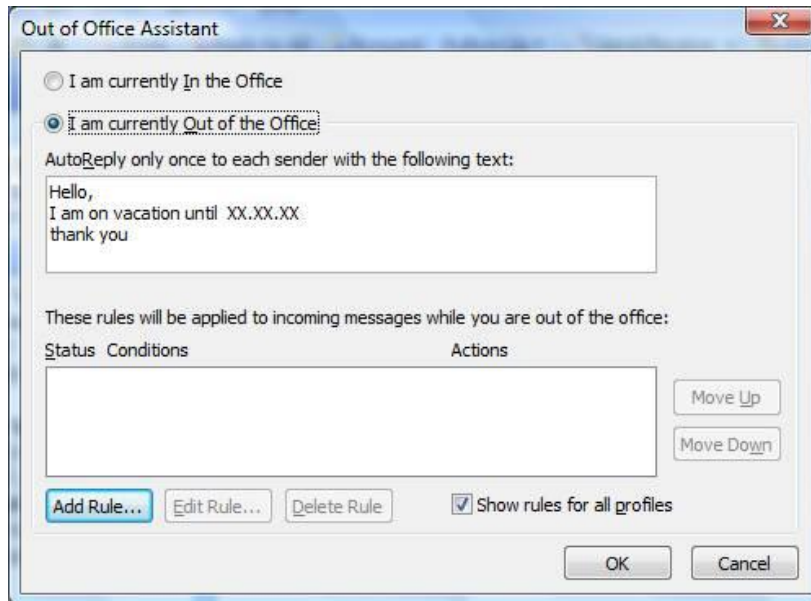 Out of Office Assistant
I am currently In the Office
I am currently Out of the Office
AutoReply only once to each sender with the following text:
Hello,
I am on vacation until XX.XX.XX
thank you
These rules will be applied to incoming messages while you are out of the office:
Status Conditions Actions
Move Up
Move Down
Add Rule... Edit Rule... Delete Rule Show rules for all profiles
OK Cancel